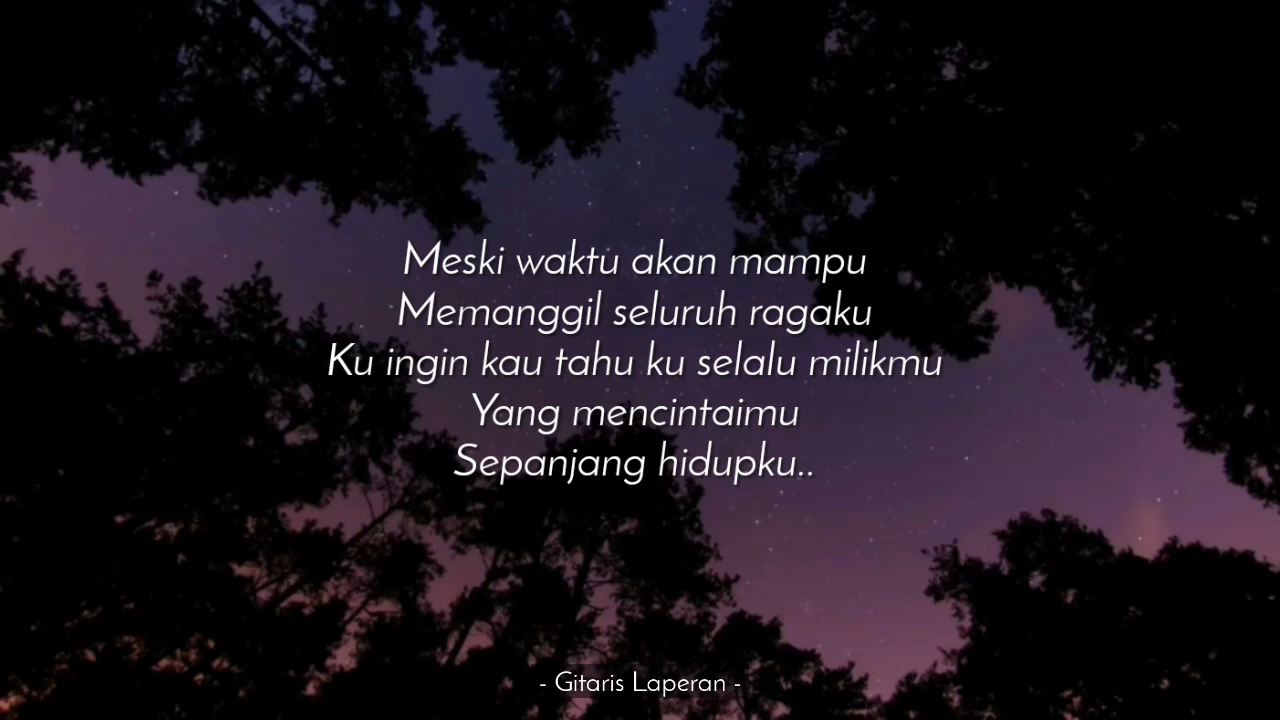 Meski waktu akan mampu
Memanggil seluruh ragaku
Ku ingin kau tahu ku selalu milikmu
Yang mencintaimu
Sepanjang hidupku..
- Gitaris Laperan -